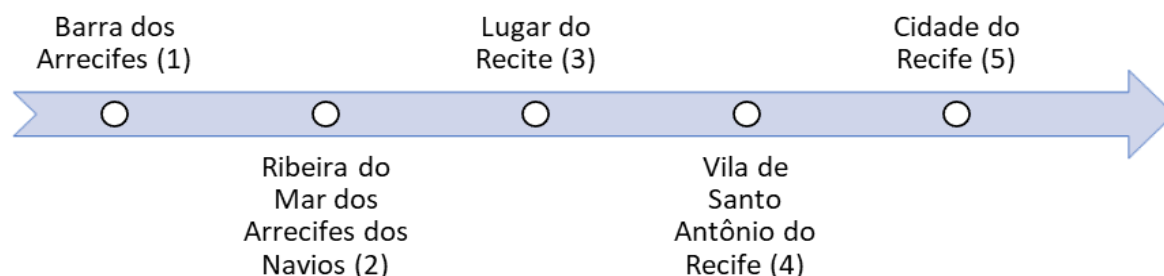 Barra dos
Arrecifes (1)
Ribeira do
Mar dos
Arrecifes dos
Navios (2)
Lugar do
Recite (3)
Vila de
Santo
Antônio do
Recife (4)
Cidade do
Recife (5)